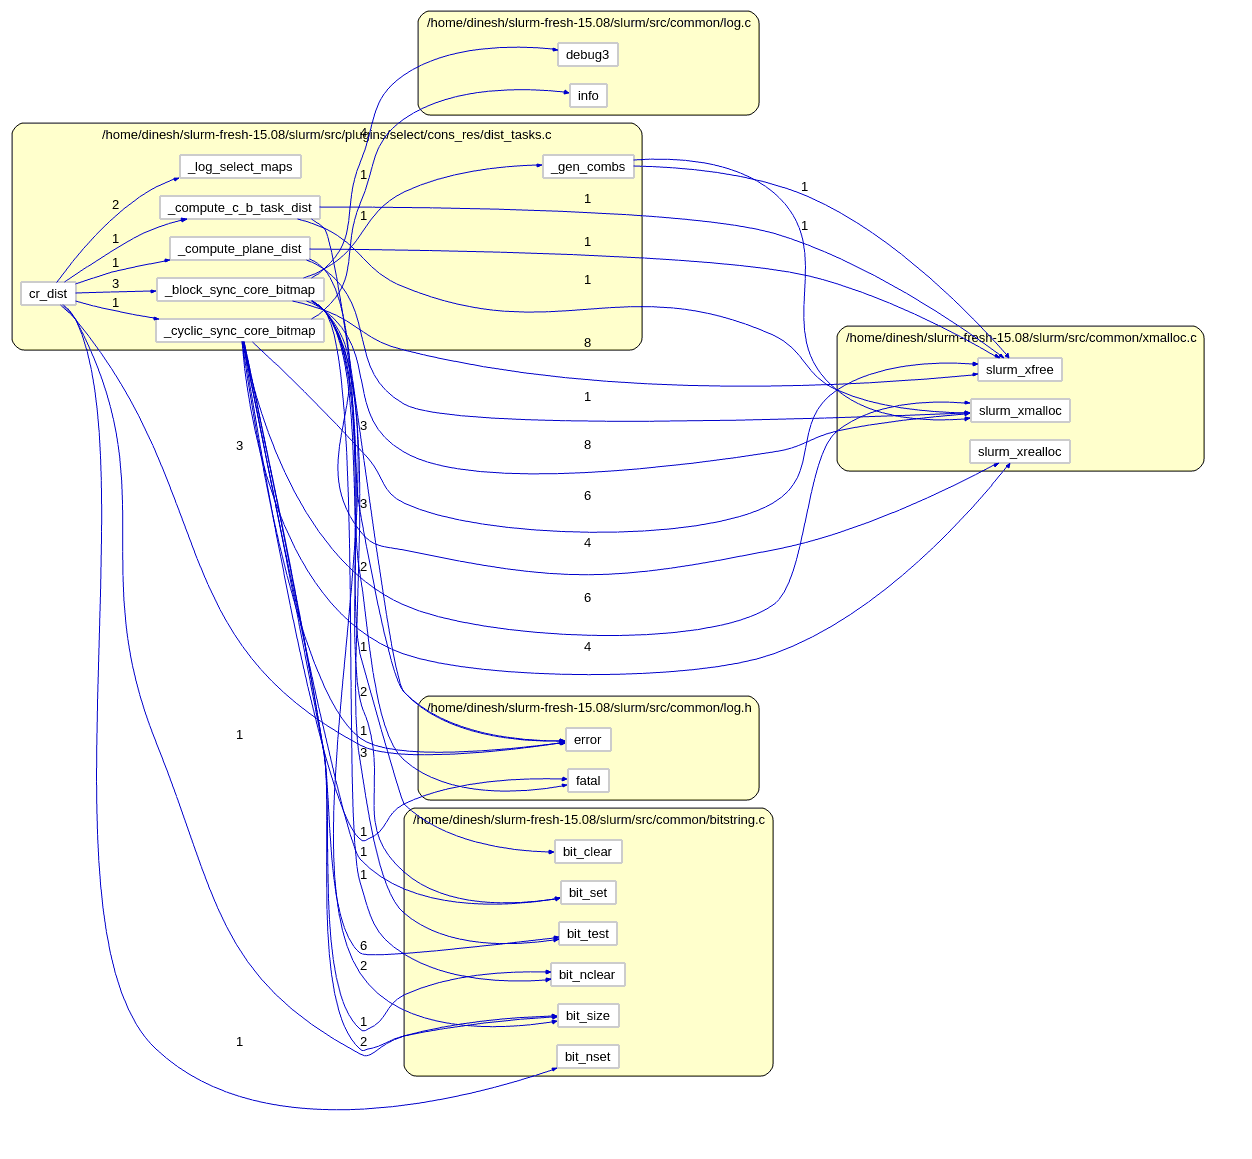 /home/dinesh/slurm-fresh-15.08/slurm/src/common/log.c
debug3
info
/home/dinesh/slurm-fresh-15.08/slurm/src/plugins/select/cons_res/dist_tasks.c
4
_log_select_maps
_gen_combs
1
1
2
_compute_c_b_task_dist
1
1
1
1
_compute_plane_dist
1
1
cr_dist
3
_block_sync_core_bitmap
1
1
_cyclic_sync_core_bitmap
8
/home/dinesh/slurm-fresh-15.08/slurm/src/common/xmalloc.c
slurm_xfree
1
slurm_xmalloc
3
3
8
slurm_xrealloc
6
3
4
2
6
1
4
2
/home/dinesh/slurm-fresh-15.08/slurm/src/common/log.h
1
1
error
3
fatal
/home/dinesh/slurm-fresh-15.08/slurm/src/common/bitstring.c
1
1
bit_clear
1
bit_set
bit_test
6
2
bit_nclear
1
bit_size
1
2
bit_nset